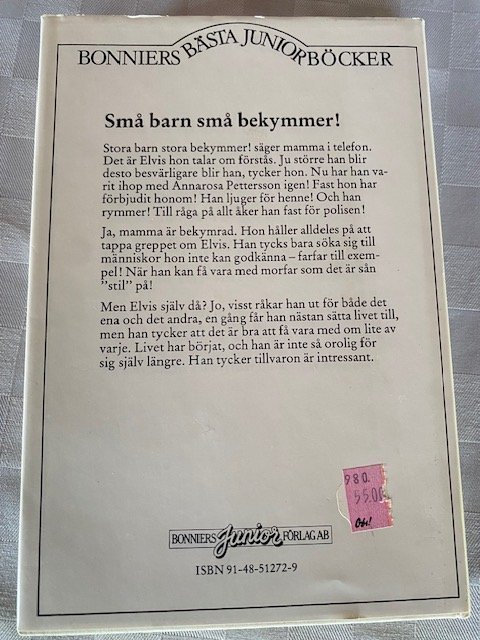 BONNIERS BÄSTA JUNIORBÖCKER
Små barn små bekymmer!
Stora barn stora bekymmer! säger mamma i telefon.
Det är Elvis hon talar om förstås. Ju större han blir
desto besvärligare blir han, tycker hon. Nu har han va-
rit ihop med Annarosa Pettersson igen! Fast hon har
förbjudit honom! Han ljuger för henne! Och han
rymmer! Till råga på allt åker han fast för polisen!
Ja, mamma är bekymrad. Hon håller alldeles på att
tappa greppet om Elvis. Han tycks bara söka sig till
människor hon inte kan godkänna – farfar till exem-
pel! När han kan få vara med morfar som det är sån
"stil" på!
Men Elvis själv då? Jo, visst råkar han ut för både det
ena och det andra, en gång får han nästan sätta livet till,
men han tycker att det är bra att få vara med om lite av
varje. Livet har börjat, och han är inte så orolig för
sig själv längre. Han tycker tillvaron är intressant.
980.
55.00
Obs!
BONNIERS Junior FÖRLAG AB
ISBN 91-48-51272-9